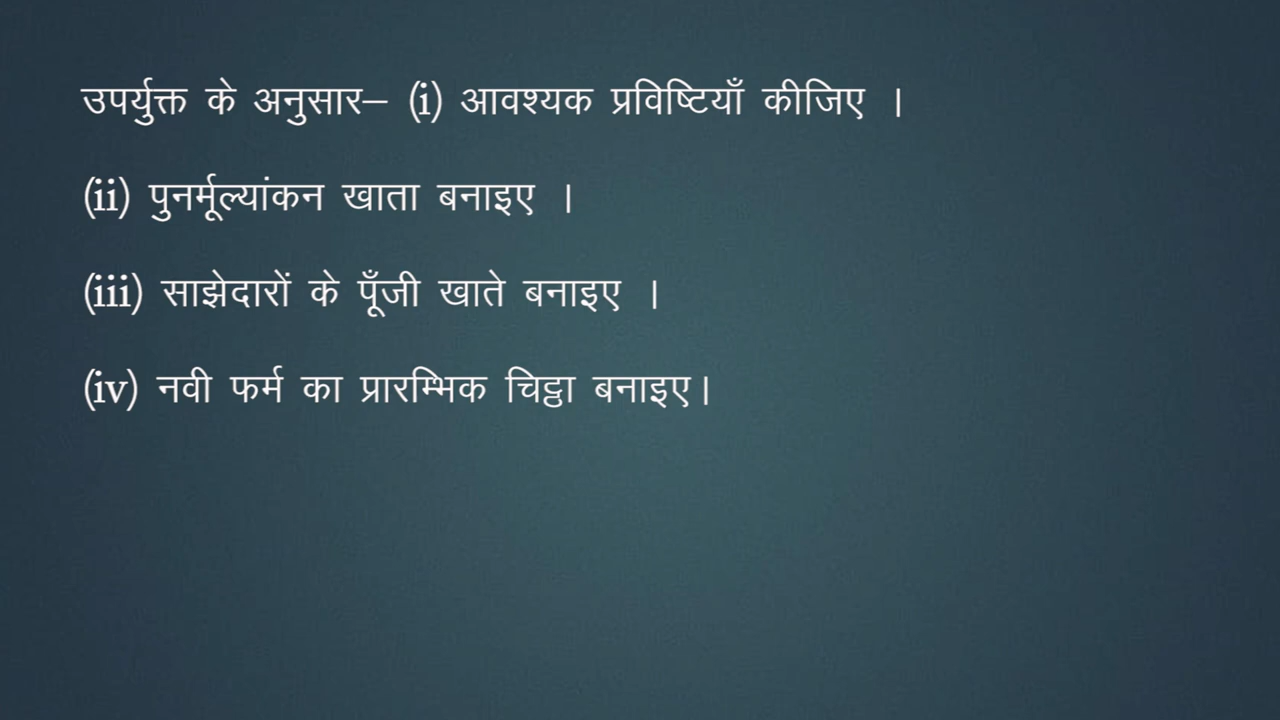 उपर्युक्त के अनुसार– (i) आवश्यक प्रविष्टियाँ कीजिए ।
(ii) पुनर्मूल्यांकन खाता बनाइए ।
(iii) साझेदारों के पूँजी खाते बनाइए ।
(iv) नवी फर्म का प्रारम्भिक चिट्ठा बनाइए।